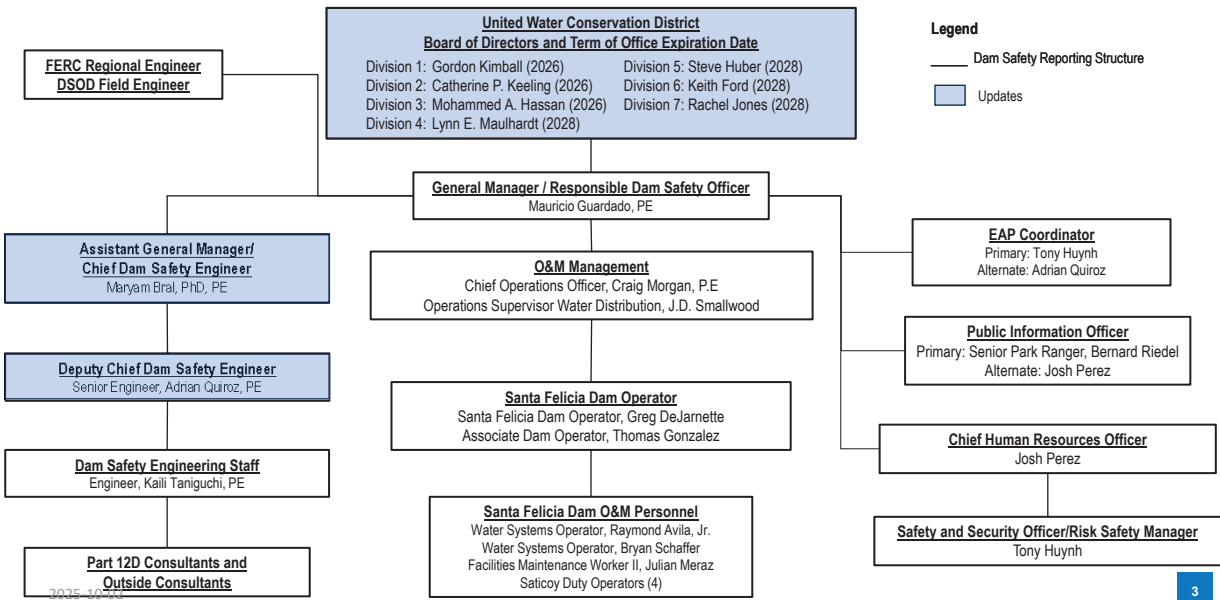 United Water Conservation District
Board of Directors and Term of Office Expiration Date
Division 1: Gordon Kimball (2026)
Division 2: Catherine P. Keeling (2026)
Division 3: Mohammed A. Hassan (2026)
Division 4: Lynn E. Maulhardt (2028)
Division 5: Steve Huber (2028)
Division 6: Keith Ford (2028)
Division 7: Rachel Jones (2028)
Legend
Dam Safety Reporting Structure
Updates
FERC Regional Engineer
DSOD Field Engineer
General Manager / Responsible Dam Safety Officer
Mauricio Guardado, PE
Assistant General Manager/
Chief Dam Safety Engineer
Maryam Bral, PhD, PE
Deputy Chief Dam Safety Engineer
Senior Engineer, Adrian Quiroz, PE
Dam Safety Engineering Staff
Engineer, Kaili Taniguchi, PE
Part 12D Consultants and
Outside Consultants
O&M Management
Chief Operations Officer, Craig Morgan, P.E
Operations Supervisor Water Distribution, J.D. Smallwood
Santa Felicia Dam Operator
Santa Felicia Dam Operator, Greg DeJarnette
Associate Dam Operator, Thomas Gonzalez
Santa Felicia Dam O&M Personnel
Water Systems Operator, Raymond Avila, Jr.
Water Systems Operator, Bryan Schaffer
Facilities Maintenance Worker II, Julian Meraz
Saticoy Duty Operators (4)
EAP Coordinator
Primary: Tony Huynh
Alternate: Adrian Quiroz
Public Information Officer
Primary: Senior Park Ranger, Bernard Riedel
Alternate: Josh Perez
Chief Human Resources Officer
Josh Perez
Safety and Security Officer/Risk Safety Manager
Tony Huynh
2025-10-02
3